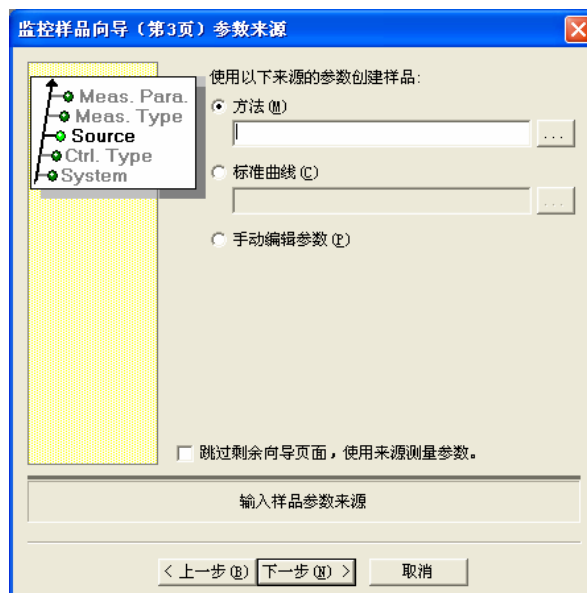 监控样品向导（第3页）参数来源
Meas. Para.
Meas. Type
Source
Ctrl. Type
System
使用以下来源的参数创建样品:
方法(M)
...
标准曲线(C)
...
手动编辑参数(P)
跳过剩余向导页面，使用来源测量参数。
输入样品参数来源
< 上一步(B) 下一步(N) > 取消